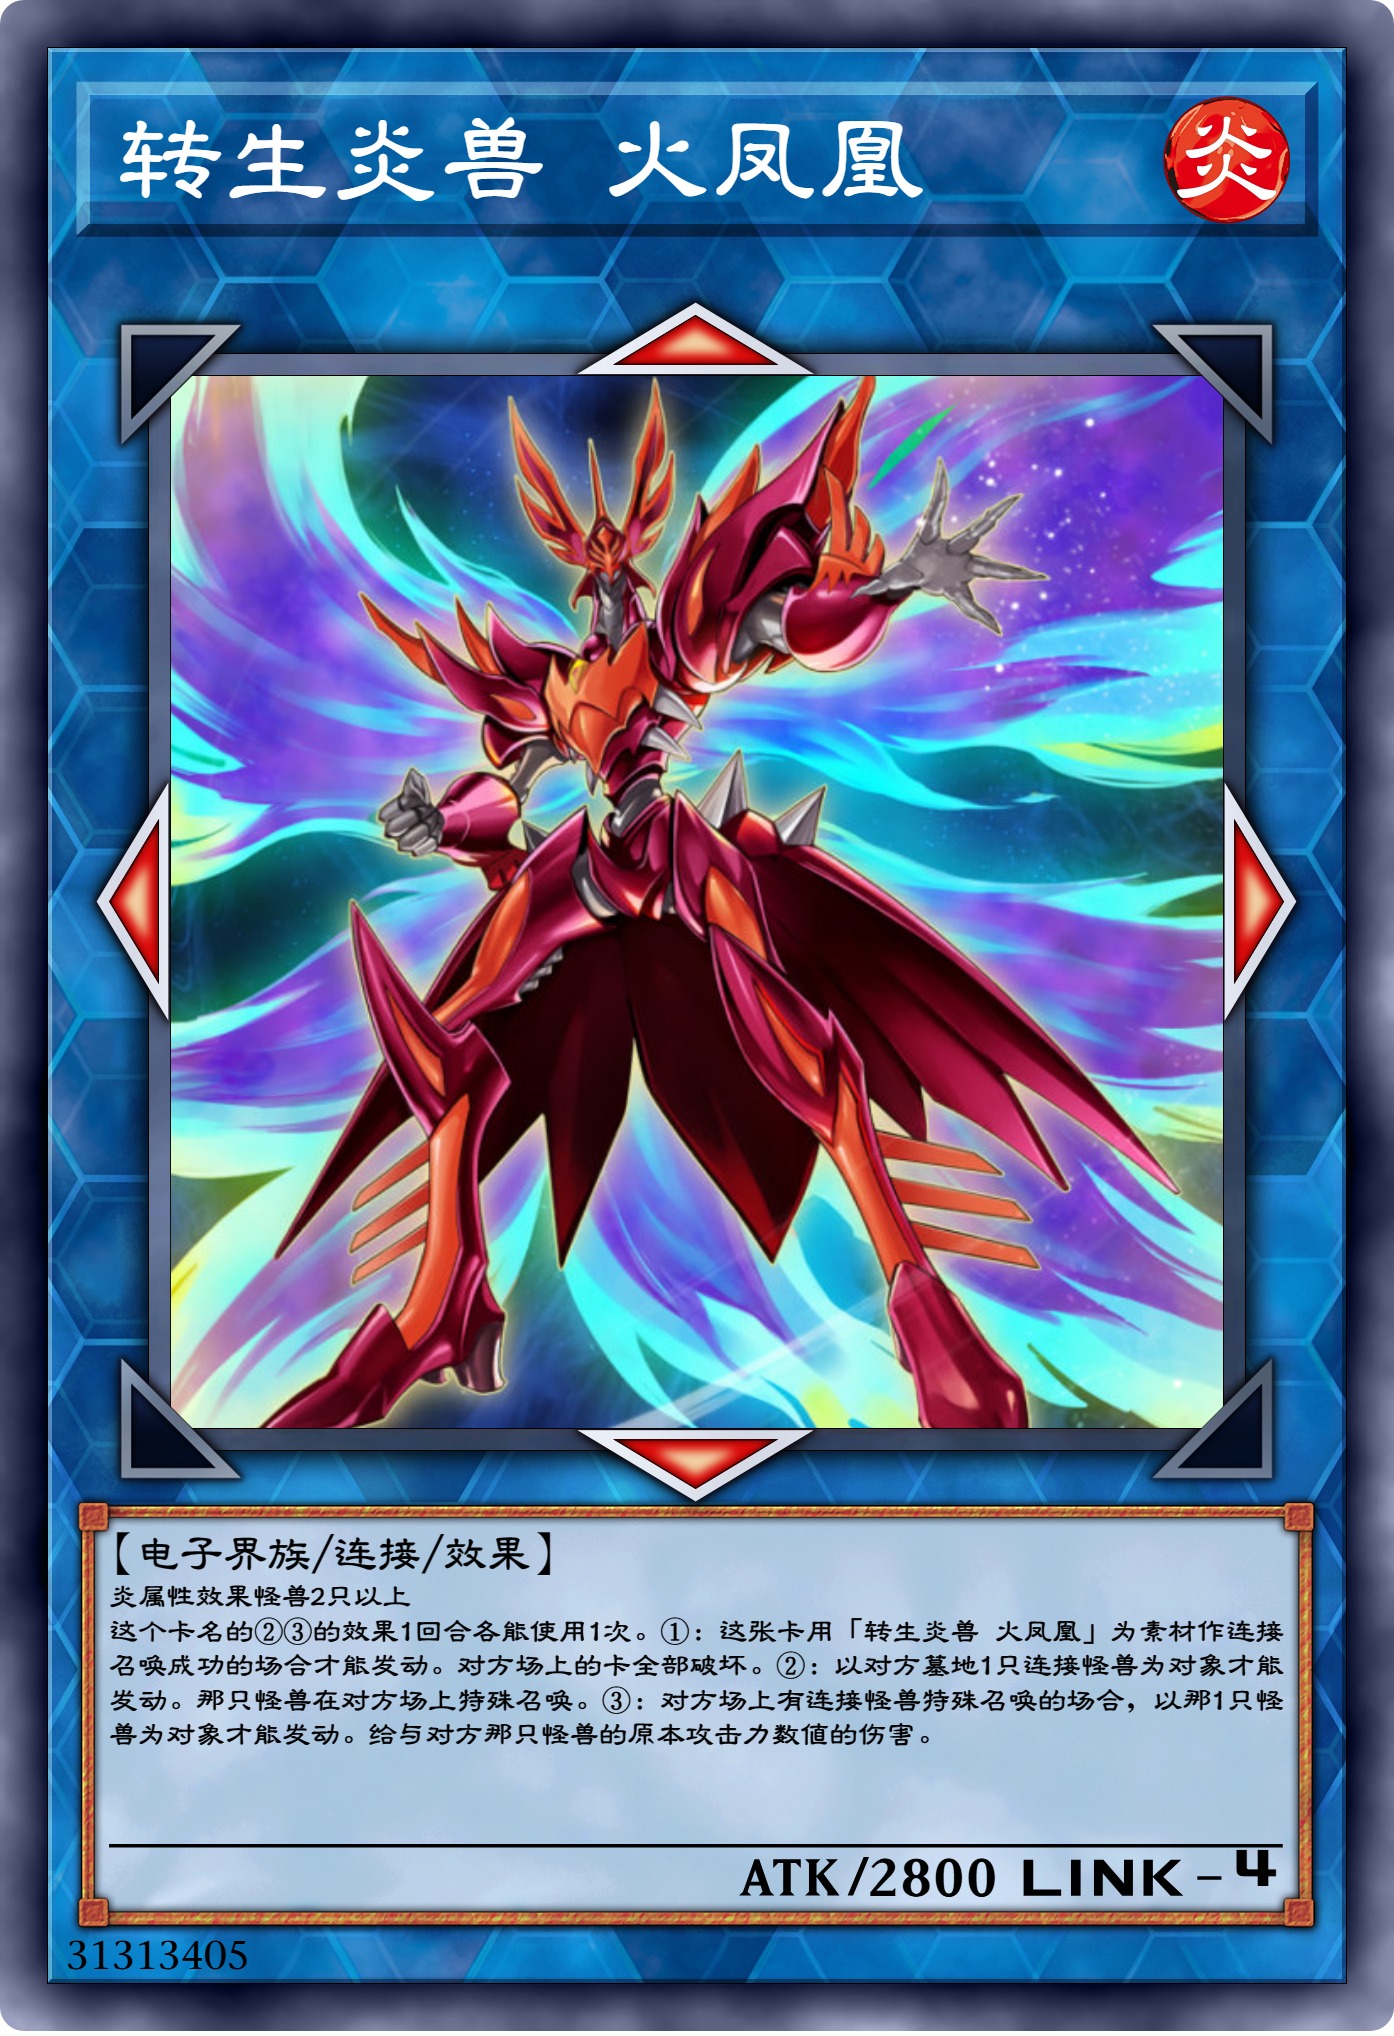 转生炎兽 火凤凰
炎
【电子界族/连接/效果】
炎属性效果怪兽2只以上
这个卡名的②③的效果1回合各能使用1次。①：这张卡用「转生炎兽 火凤凰」为素材作连接
召唤成功的场合才能发动。对方场上的卡全部破坏。②：以对方墓地1只连接怪兽为对象才能
发动。那只怪兽在对方场上特殊召唤。③：对方场上有连接怪兽特殊召唤的场合，以那1只怪
兽为对象才能发动。给与对方那只怪兽的原本攻击力数值的伤害。
ATK/2800 LINK-4
31313405